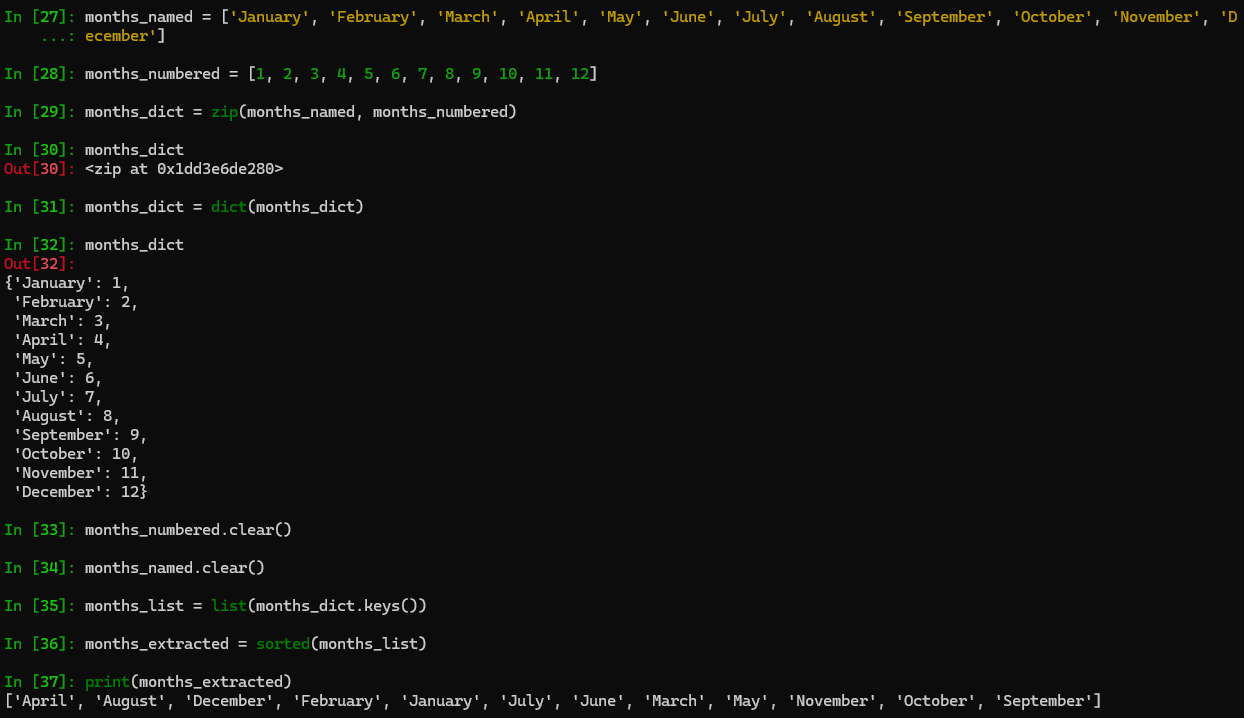 In [27]: months_named = ['January', 'February', 'March', 'April', 'May', 'June', 'July', 'August', 'September', 'October', 'November', 'D
    ...: ecember']
In [28]: months_numbered = [1, 2, 3, 4, 5, 6, 7, 8, 9, 10, 11, 12]
In [29]: months_dict = zip(months_named, months_numbered)
In [30]: months_dict
Out[30]: <zip at 0x1dd3e6de280>
In [31]: months_dict = dict(months_dict)
In [32]: months_dict
Out[32]:
{'January': 1,
 'February': 2,
 'March': 3,
 'April': 4,
 'May': 5,
 'June': 6,
 'July': 7,
 'August': 8,
 'September': 9,
 'October': 10,
 'November': 11,
 'December': 12}
In [33]: months_numbered.clear()
In [34]: months_named.clear()
In [35]: months_list = list(months_dict.keys())
In [36]: months_extracted = sorted(months_list)
In [37]: print(months_extracted)
['April', 'August', 'December', 'February', 'January', 'July', 'June', 'March', 'May', 'November', 'October', 'September']